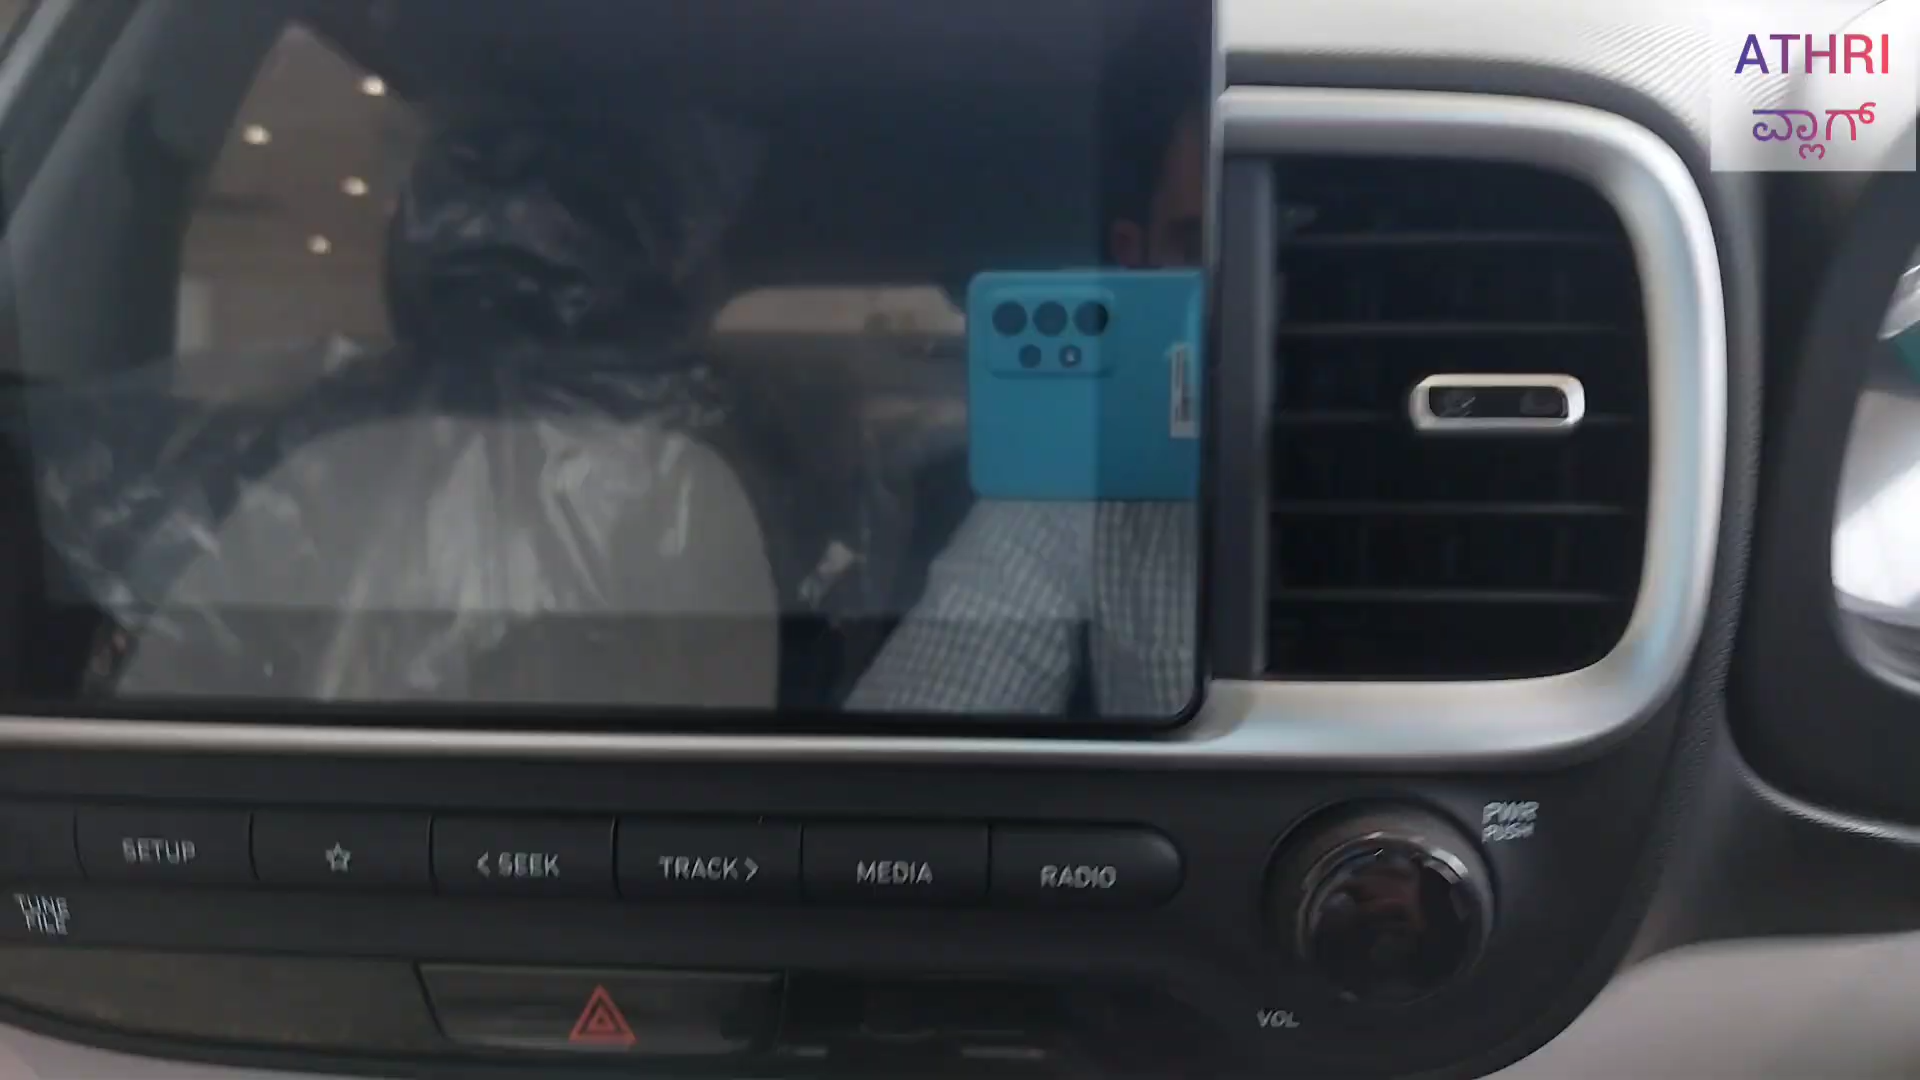 ATHRI
ವ್ಲಾಗ್
PWR
PUSH
SETUP
☆
< SEEK
TRACK >
MEDIA
RADIO
TUNE
FILE
VOL